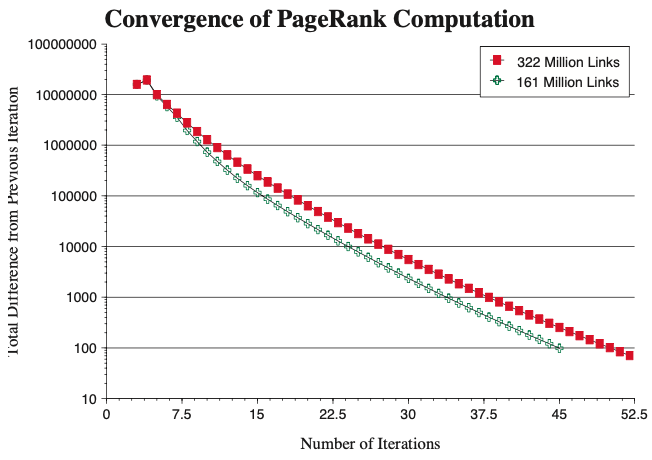 Convergence of PageRank Computation
100000000
322 Million Links
161 Million Links
10000000
1000000
100000
10000
1000
100
10
Total Difference from Previous Iteration
0 7.5 15 22.5 30 37.5 45 52.5
Number of Iterations